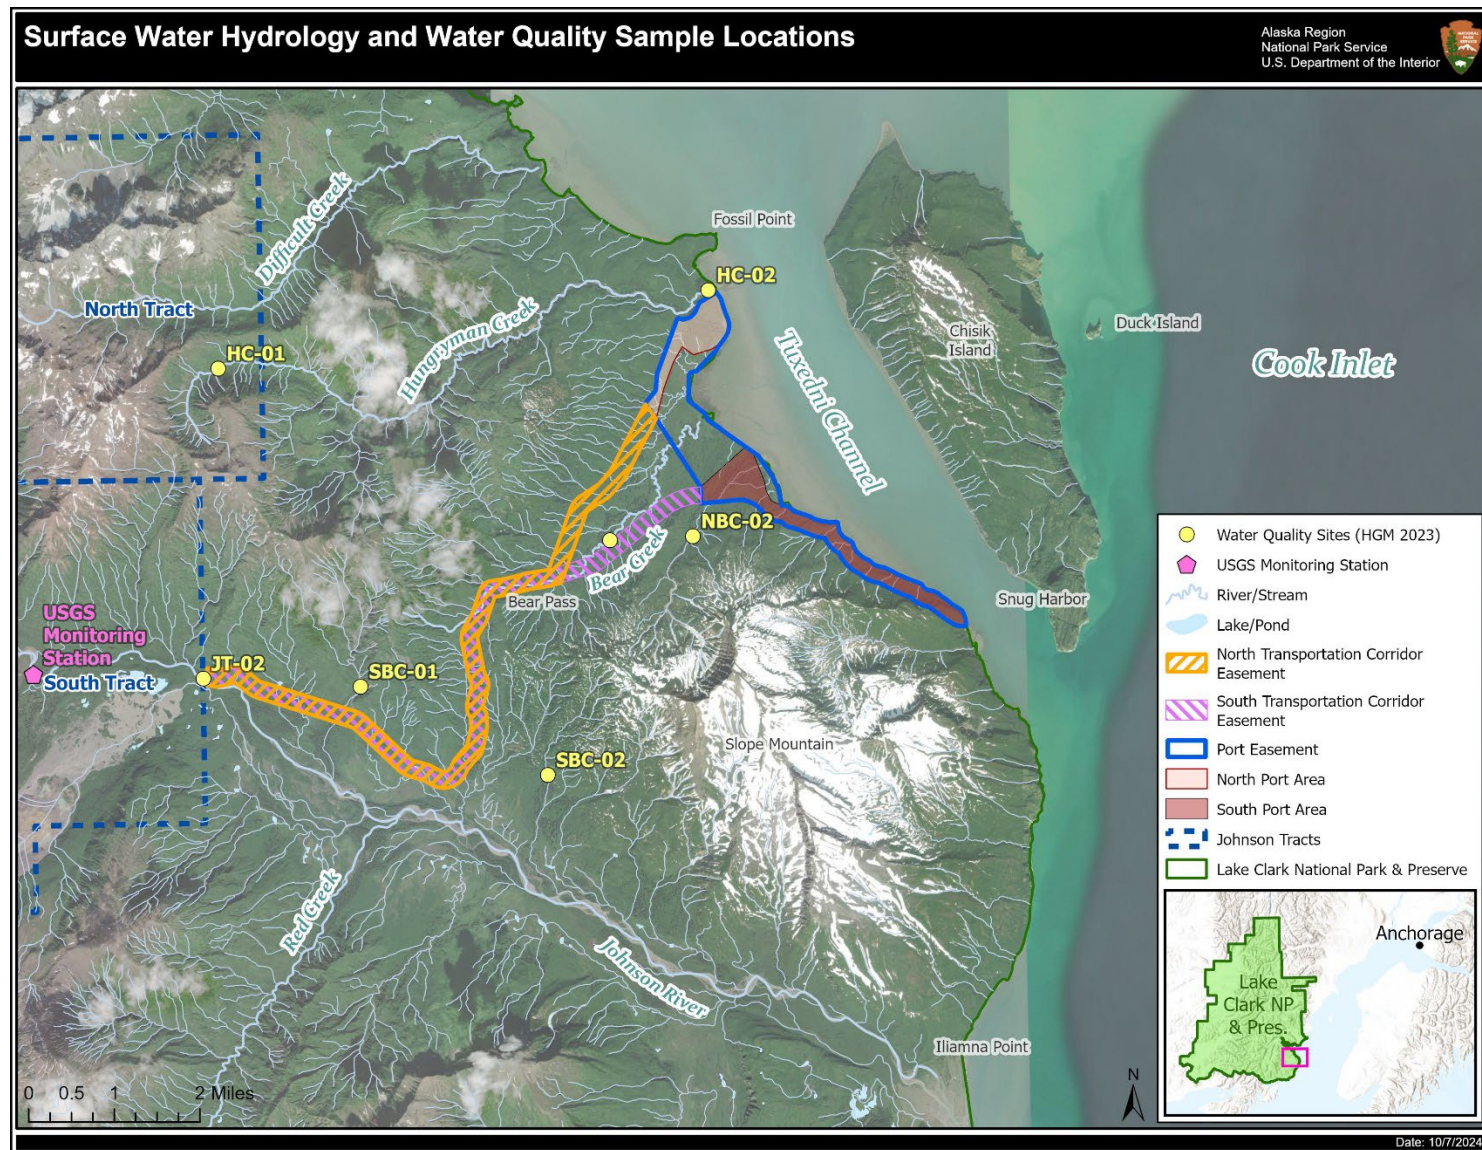 Surface Water Hydrology and Water Quality Sample Locations
Alaska Region
National Park Service
U.S. Department of the Interior
Difficult Creek
Fossil Point
HC-02
North Tract
Hungryman Creek
HC-01
Tuxedni Channel
Chisik
Island
Duck Island
Cook Inlet
NBC-02
Bear Creek
Bear Pass
Snug Harbor
USGS
Monitoring
Station
South Tract
JT-02
SBC-01
SBC-02
Slope Mountain
Red Creek
Johnson River
Iliamna Point
0 0.5 1 2 Miles
N
Water Quality Sites (HGM 2023)
USGS Monitoring Station
River/Stream
Lake/Pond
North Transportation Corridor
Easement
South Transportation Corridor
Easement
Port Easement
North Port Area
South Port Area
Johnson Tracts
Lake Clark National Park & Preserve
Anchorage
Lake
Clark NP
& Pres.
Date: 10/7/2024